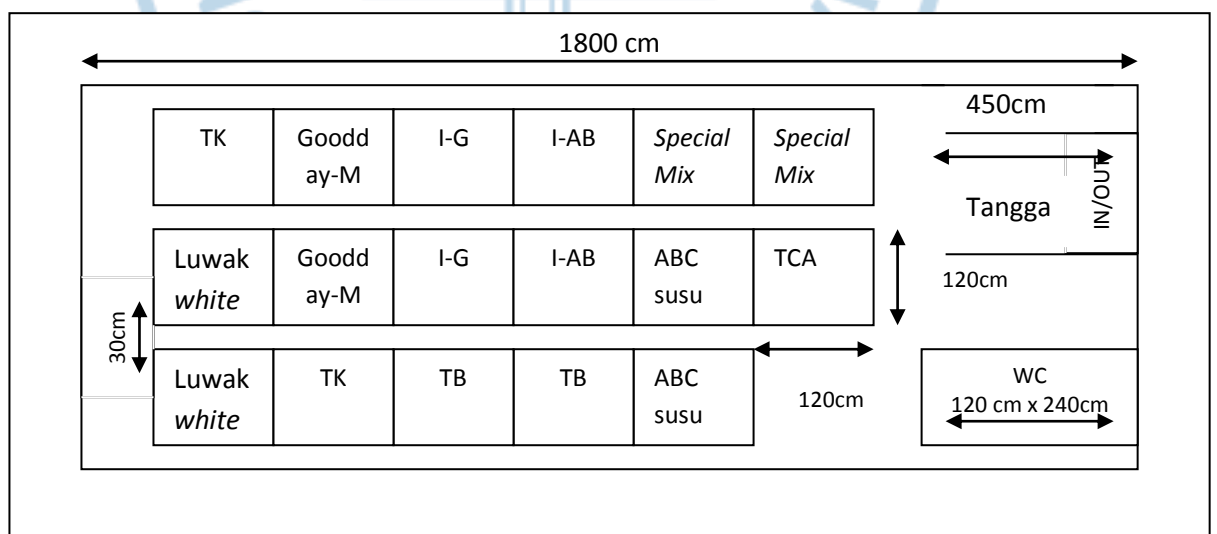 1800 cm
450cm
TK
Goodd
ay-M
I-G
I-AB
Special
Mix
Special
Mix
Tangga
IN/OUT
Luwak
white
Goodd
ay-M
I-G
I-AB
ABC
susu
TCA
120cm
30cm
Luwak
white
TK
TB
TB
ABC
susu
120cm
WC
120 cm x 240cm